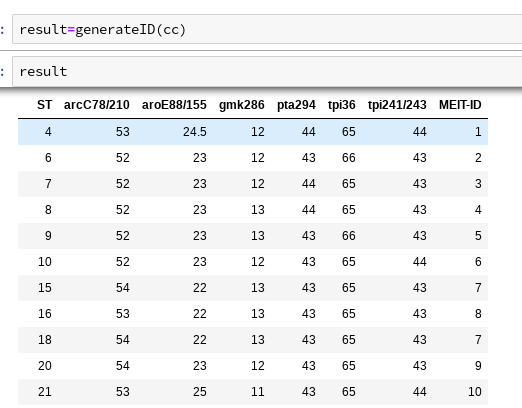 : result=generateID(cc)
: result
ST arcC78/210 aroE88/155 gmk286 pta294 tpi36 tpi241/243 MEIT-ID
4 53 24.5 12 44 65 44 1
6 52 23 12 43 66 43 2
7 52 23 12 44 65 43 3
8 52 23 13 44 65 43 4
9 52 23 13 43 66 43 5
10 52 23 12 43 65 44 6
15 54 22 13 43 65 43 7
16 53 22 13 43 65 43 8
18 54 22 13 43 65 43 7
20 54 23 12 43 65 43 9
21 53 25 11 43 65 44 10